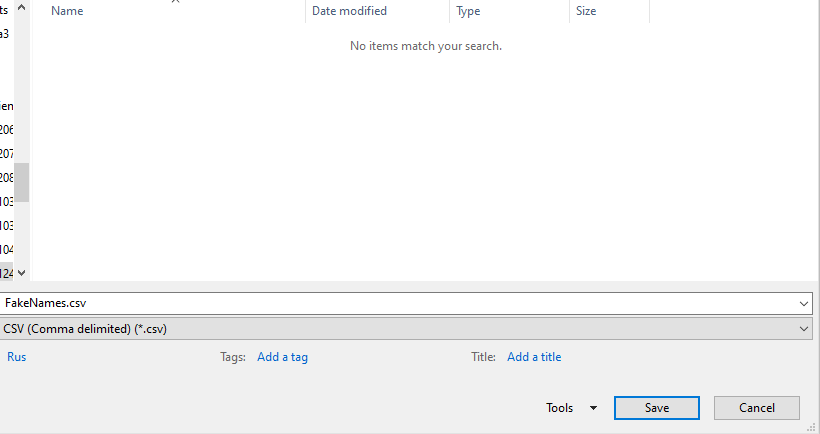 ts
Name Date modified Type Size
a3
No items match your search.
ien
206
207
208
103
103
104
124
FakeNames.csv
CSV (Comma delimited) (*.csv)
Rus Tags: Add a tag Title: Add a title
Tools Save Cancel